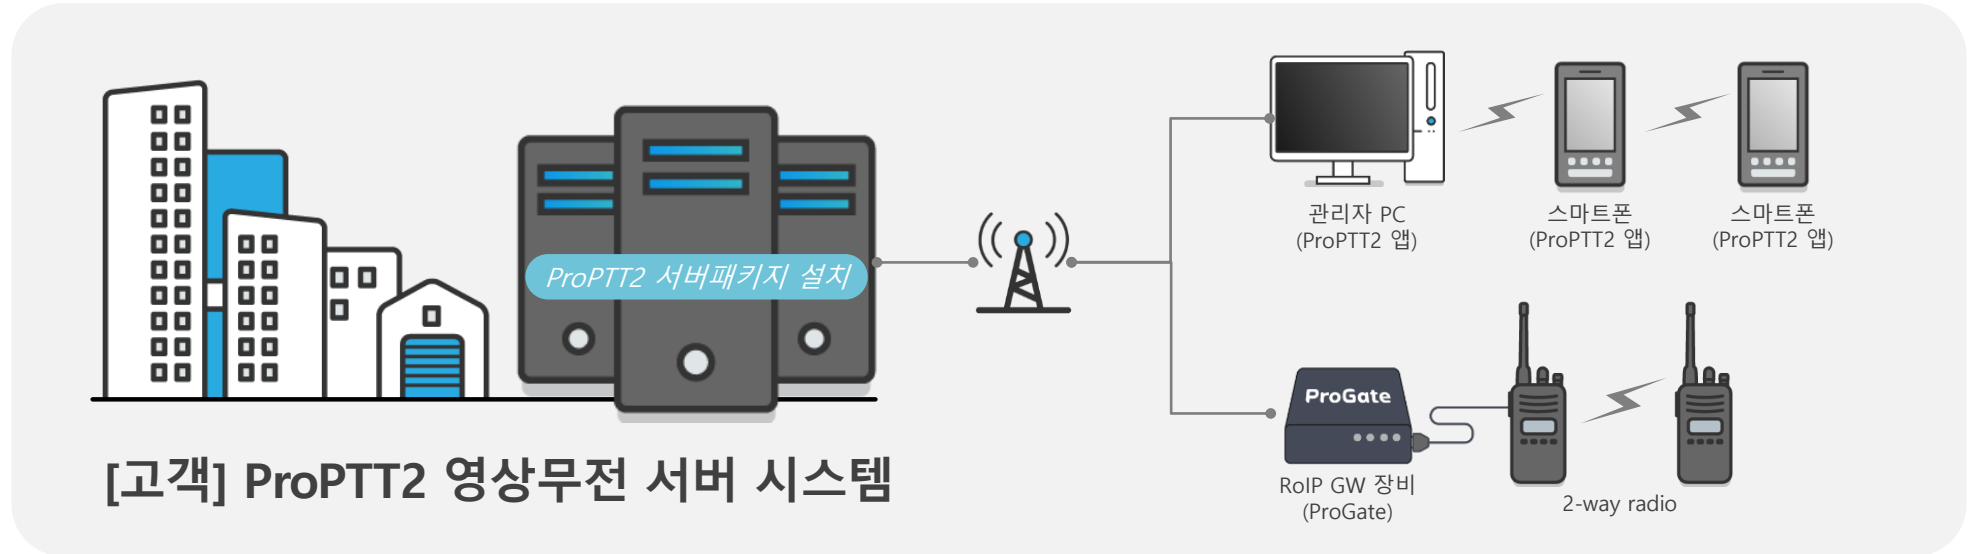 ProPTT2 서버패키지 설치
[고객] ProPTT2 영상무전 서버 시스템
관리자 PC
(ProPTT2 앱)
스마트폰
(ProPTT2 앱)
스마트폰
(ProPTT2 앱)
ProGate
RoIP GW 장비
(ProGate)
2-way radio